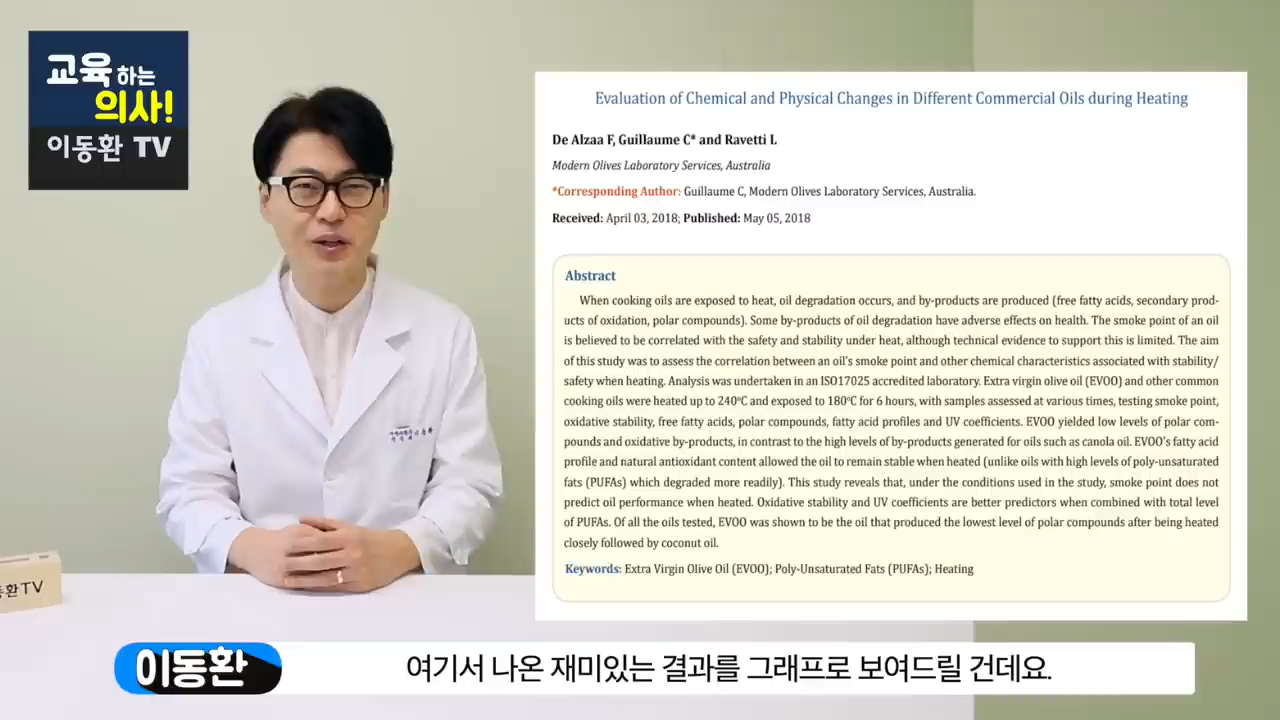 교육하는
의사!
이동환 TV
Evaluation of Chemical and Physical Changes in Different Commercial Oils during Heating
De Alzaa F, Guillaume C* and Ravetti L
Modern Olives Laboratory Services, Australia
*Corresponding Author: Guillaume C, Modern Olives Laboratory Services, Australia.
Received: April 03, 2018; Published: May 05, 2018
Abstract
When cooking oils are exposed to heat, oil degradation occurs, and by-products are produced (free fatty acids, secondary prod-
ucts of oxidation, polar compounds). Some by-products of oil degradation have adverse effects on health. The smoke point of an oil
is believed to be correlated with the safety and stability under heat, although technical evidence to support this is limited. The aim
of this study was to assess the correlation between an oil's smoke point and other chemical characteristics associated with stability/
safety when heating. Analysis was undertaken in an ISO17025 accredited laboratory. Extra virgin olive oil (EVOO) and other common
cooking oils were heated up to 240°C and exposed to 180°C for 6 hours, with samples assessed at various times, testing smoke point,
oxidative stability, free fatty acids, polar compounds, fatty acid profiles and UV coefficients. EVOO yielded low levels of polar com-
pounds and oxidative by-products, in contrast to the high levels of by-products generated for oils such as canola oil. EVOO's fatty acid
profile and natural antioxidant content allowed the oil to remain stable when heated (unlike oils with high levels of poly-unsaturated
fats (PUFAs) which degraded more readily). This study reveals that, under the conditions used in the study, smoke point does not
predict oil performance when heated. Oxidative stability and UV coefficients are better predictors when combined with total level
of PUFAs. Of all the oils tested, EVOO was shown to be the oil that produced the lowest level of polar compounds after being heated
closely followed by coconut oil.
Keywords: Extra Virgin Olive Oil (EVOO); Poly-Unsaturated Fats (PUFAs); Heating
환TV
이동환
여기서 나온 재미있는 결과를 그래프로 보여드릴 건데요.